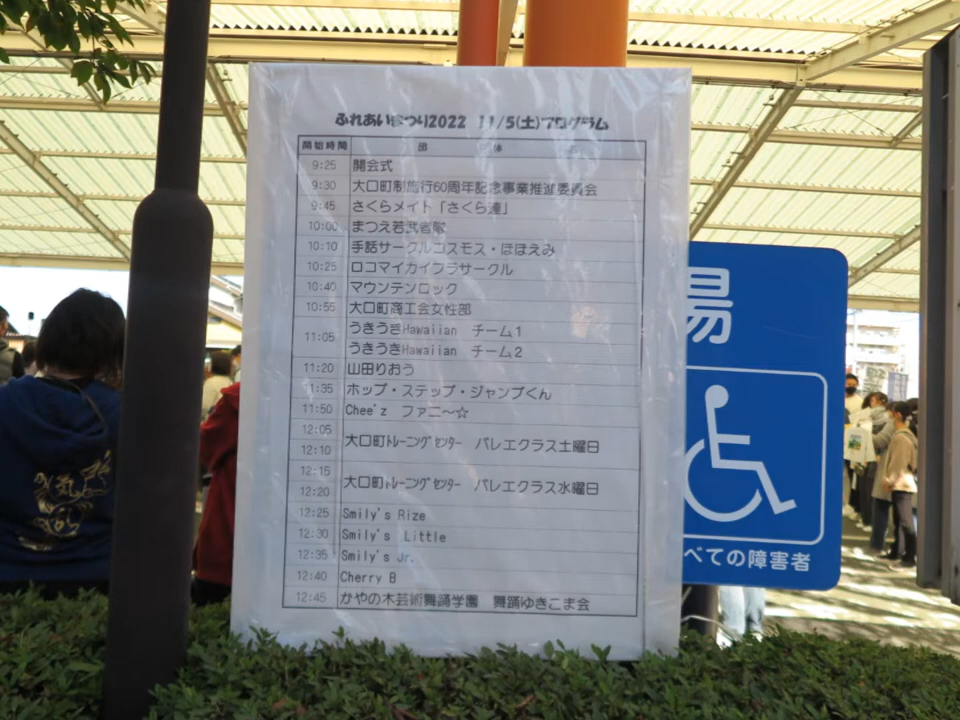 ふれあいまつり2022 11/5(土)プログラム
開始時間 団 体 名
9:25 開会式
9:30 大口町制施行60周年記念事業推進委員会
9:45 さくらメイト「さくら連」
10:00 まつえ若武者隊
10:10 手話サークルコスモス・ほほえみ
10:25 ロコマイカイフラサークル
10:40 マウンテンロック
10:55 大口町商工会女性部
11:05 うきうきHawaiian チーム1
うきうきHawaiian チーム2
11:20 山田りおう
11:35 ホップ・ステップ・ジャンプくん
11:50 Chee'z ファニ～☆
12:05
大口町ﾄﾚｰﾆﾝｸﾞｾﾝﾀｰ バレエクラス土曜日
12:10
12:15
大口町ﾄﾚｰﾆﾝｸﾞｾﾝﾀｰ バレエクラス水曜日
12:20
12:25 Smily's Rize
12:30 Smily's Little
12:35 Smily's Jr.
12:40 Cherry B
12:45 かやの木芸術舞踊学園 舞踊ゆきこま会
場
べての障害者